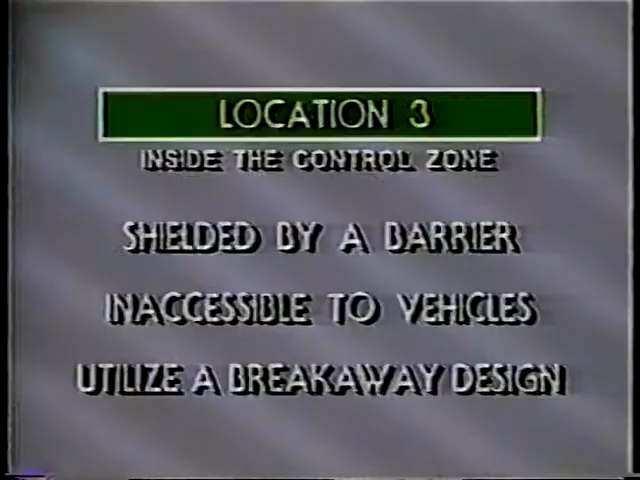 LOCATION 3
INSIDE THE CONTROL ZONE
SHIELDED BY A BARRIER
INACCESSIBLE TO VEHICLES
UTILIZE A BREAKAWAY DESIGN